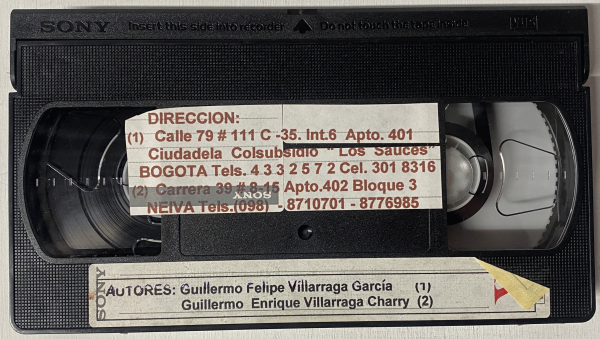 SONY Insert this side into recorder Do not touch the tape inside VHS
DIRECCION:
(1) Calle 79 # 111 C -35. Int.6 Apto. 401
Ciudadela Colsubsidio " Los Sauces"
BOGOTA Tels. 4 3 3 2 5 7 2 Cel. 301 8316
(2) Carrera 39 # 8-15 Apto.402 Bloque 3
SONY
NEIVA Tels.(098) - 8710701 - 8776985
SONY
AUTORES: Guillermo Felipe Villarraga García (1)
Guillermo Enrique Villarraga Charry (2)